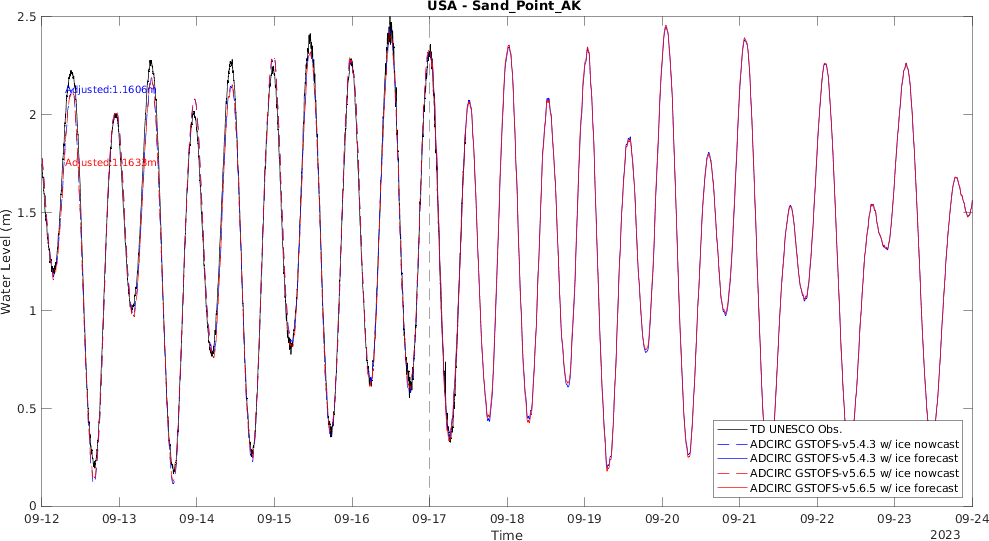 USA - Sand_Point_AK
2.5
2
1.5
1
0.5
0
Water Level (m)
Adjusted:1.1606m
Adjusted:1.1633m
TD UNESCO Obs.
ADCIRC GSTOFS-v5.4.3 w/ ice nowcast
ADCIRC GSTOFS-v5.4.3 w/ ice forecast
ADCIRC GSTOFS-v5.6.5 w/ ice nowcast
ADCIRC GSTOFS-v5.6.5 w/ ice forecast
09-12 09-13 09-14 09-15 09-16 09-17 09-18 09-19 09-20 09-21 09-22 09-23 09-24
Time
2023